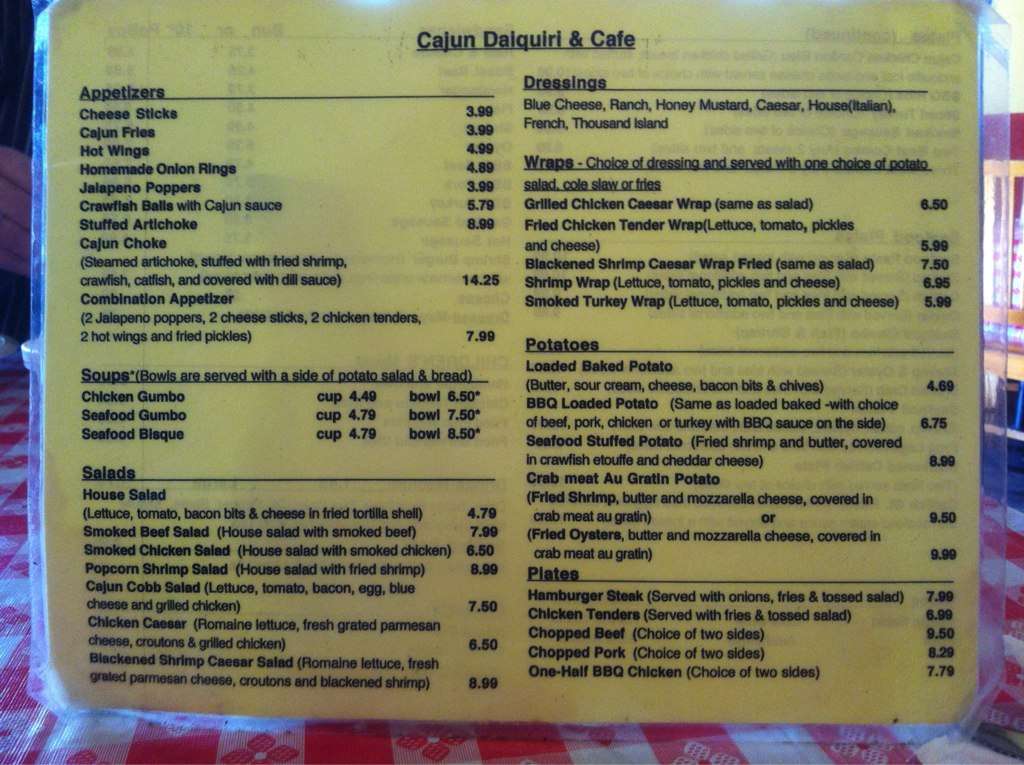 Cajun Daiquiri & Cafe
Appetizers
Cheese Sticks 3.99
Cajun Fries 3.99
Hot Wings 4.99
Homemade Onion Rings 4.89
Jalapeno Poppers 3.99
Crawfish Balls with Cajun sauce 5.79
Stuffed Artichoke 8.99
Cajun Choke
(Steamed artichoke, stuffed with fried shrimp,
crawfish, catfish, and covered with dill sauce) 14.25
Combination Appetizer
(2 Jalapeno poppers, 2 cheese sticks, 2 chicken tenders,
2 hot wings and fried pickles) 7.99
Soups*(Bowls are served with a side of potato salad & bread)
Chicken Gumbo cup 4.49 bowl 6.50*
Seafood Gumbo cup 4.79 bowl 7.50*
Seafood Bisque cup 4.79 bowl 8.50*
Salads
House Salad
(Lettuce, tomato, bacon bits & cheese in fried tortilla shell) 4.79
Smoked Beef Salad (House salad with smoked beef) 7.99
Smoked Chicken Salad (House salad with smoked chicken) 6.50
Popcorn Shrimp Salad (House salad with fried shrimp) 8.99
Cajun Cobb Salad (Lettuce, tomato, bacon, egg, blue
cheese and grilled chicken) 7.50
Chicken Caesar (Romaine lettuce, fresh grated parmesan
cheese, croutons & grilled chicken) 6.50
Blackened Shrimp Caesar Salad (Romaine lettuce, fresh
grated parmesan cheese, croutons and blackened shrimp) 8.99
Dressings
Blue Cheese, Ranch, Honey Mustard, Caesar, House(Italian),
French, Thousand Island
Wraps - Choice of dressing and served with one choice of potato
salad, cole slaw or fries
Grilled Chicken Caesar Wrap (same as salad) 6.50
Fried Chicken Tender Wrap(Lettuce, tomato, pickles
and cheese) 5.99
Blackened Shrimp Caesar Wrap Fried (same as salad) 7.50
Shrimp Wrap (Lettuce, tomato, pickles and cheese) 6.95
Smoked Turkey Wrap (Lettuce, tomato, pickles and cheese) 5.99
Potatoes
Loaded Baked Potato
(Butter, sour cream, cheese, bacon bits & chives) 4.69
BBQ Loaded Potato (Same as loaded baked -with choice
of beef, pork, chicken or turkey with BBQ sauce on the side) 6.75
Seafood Stuffed Potato (Fried shrimp and butter, covered
in crawfish etouffe and cheddar cheese) 8.99
Crab meat Au Gratin Potato
(Fried Shrimp, butter and mozzarella cheese, covered in
crab meat au gratin) or 9.50
(Fried Oysters, butter and mozzarella cheese, covered in
crab meat au gratin) 9.99
Plates
Hamburger Steak (Served with onions, fries & tossed salad) 7.99
Chicken Tenders (Served with fries & tossed salad) 6.99
Chopped Beef (Choice of two sides) 9.50
Chopped Pork (Choice of two sides) 8.29
One-Half BBQ Chicken (Choice of two sides) 7.79